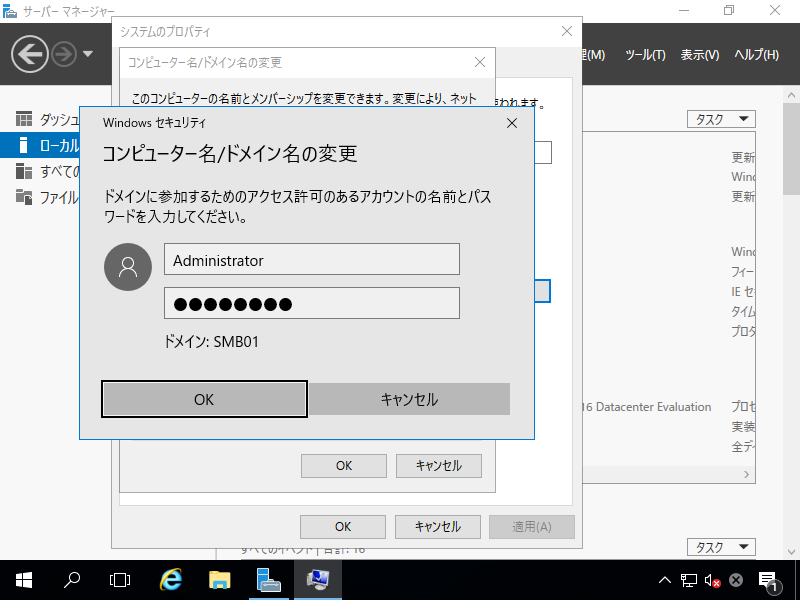 サーバー マネージャー
システムのプロパティ
コンピューター名/ドメイン名の変更
(M)
ツール(T)
表示(V)
ヘルプ(H)
このコンピューターの名前とメンバーシップを変更できます。変更により、ネット
われます。
ダッシュ
ローカル
すべての
ファイル
Windows セキュリティ
コンピューター名/ドメイン名の変更
ドメインに参加するためのアクセス許可のあるアカウントの名前とパス
ワードを入力してください。
Administrator
●●●●●●●●
ドメイン: SMB01
OK
キャンセル
タスク
更新
Wind
更新
Wind
フィー
IE セ
タイム
プロダ
16 Datacenter Evaluation
プロセ
実装
全デ
OK
キャンセル
OK
キャンセル
適用(A)
すべてのイベント | 合計: 16
タスク
1